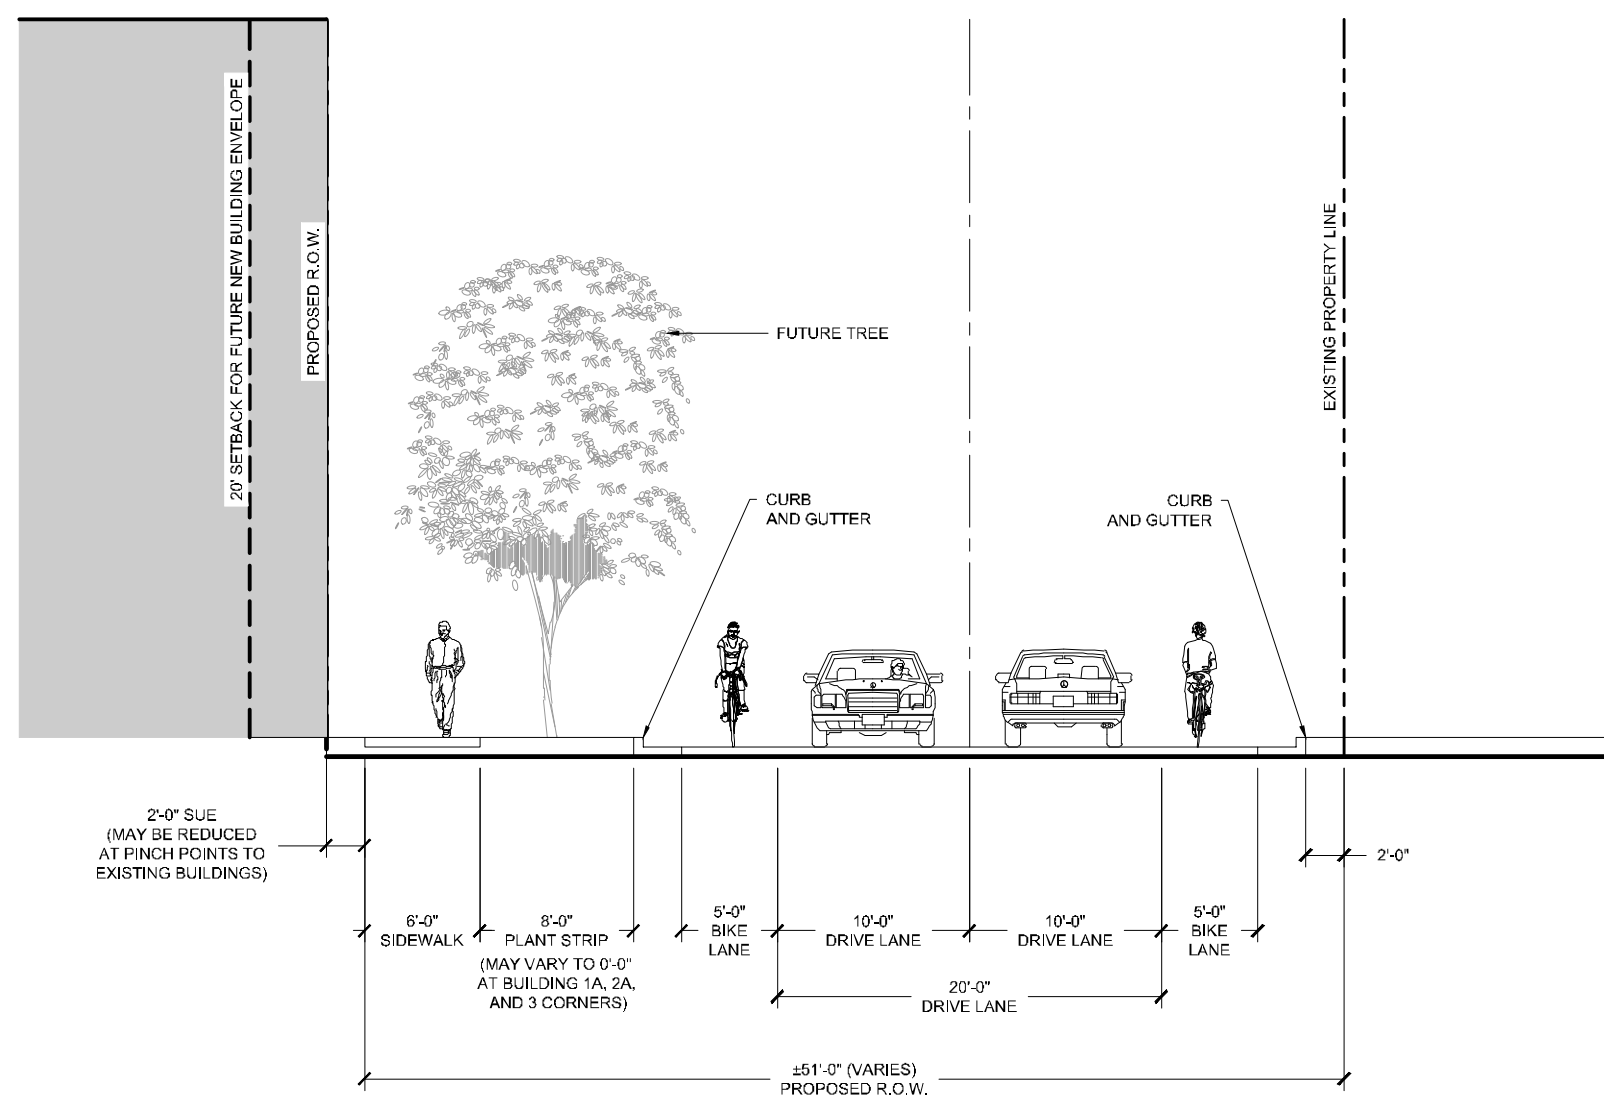 20' SETBACK FOR FUTURE NEW BUILDING ENVELOPE
PROPOSED R.O.W.
EXISTING PROPERTY LINE
FUTURE TREE
CURB
AND GUTTER
CURB
AND GUTTER
2'-0" SUE
(MAY BE REDUCED
AT PINCH POINTS TO
EXISTING BUILDINGS)
2'-0"
6'-0"
SIDEWALK
8'-0"
PLANT STRIP
(MAY VARY TO 0'-0"
AT BUILDING 1A, 2A,
AND 3 CORNERS)
5'-0"
BIKE
LANE
10'-0"
DRIVE LANE
10'-0"
DRIVE LANE
5'-0"
BIKE
LANE
20'-0"
DRIVE LANE
±51'-0" (VARIES)
PROPOSED R.O.W.